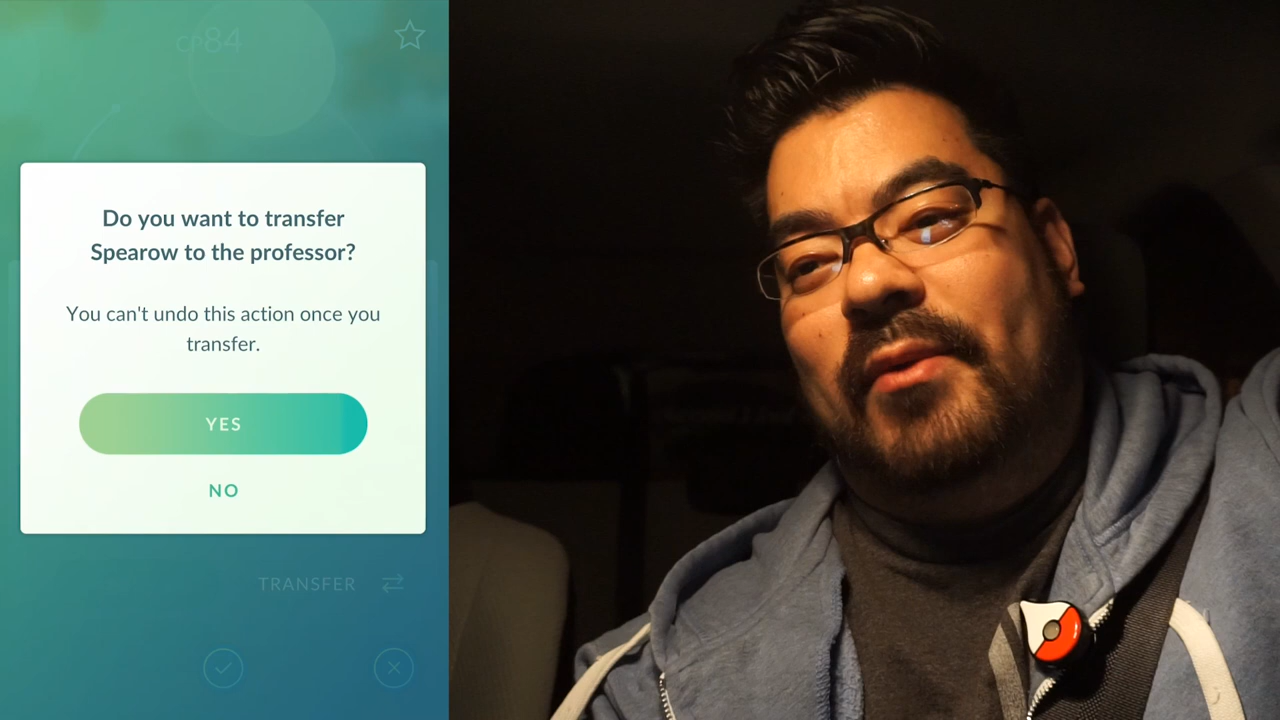 cp84
Do you want to transfer
Spearow to the professor?
You can't undo this action once you
transfer.
YES
NO
TRANSFER